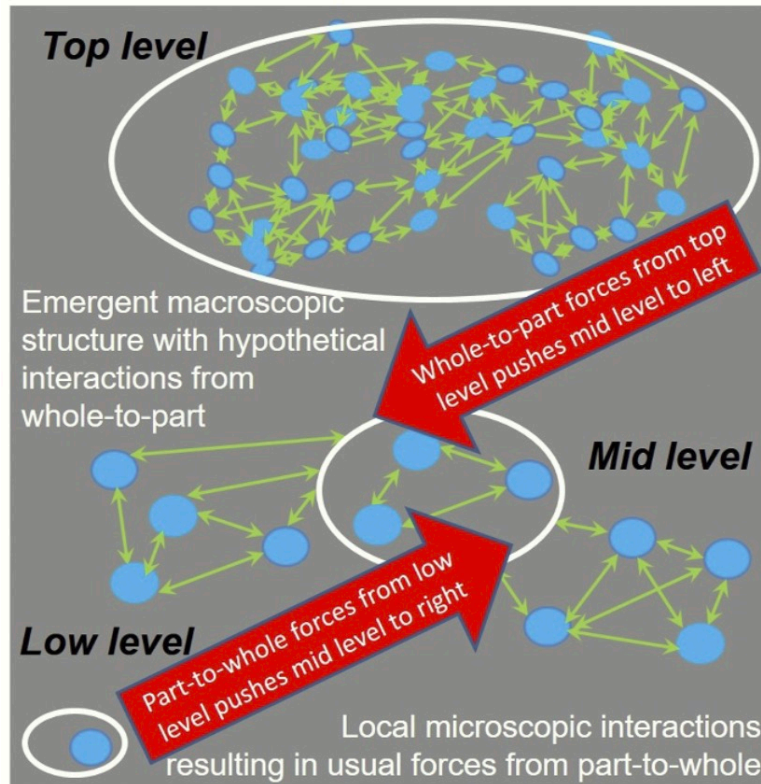 Top level
Whole-to-part forces from top
level pushes mid level to left
Emergent macroscopic
structure with hypothetical
interactions from
whole-to-part
Mid level
Low level
Part-to-whole forces from low
level pushes mid level to right
Local microscopic interactions
resulting in usual forces from part-to-whole